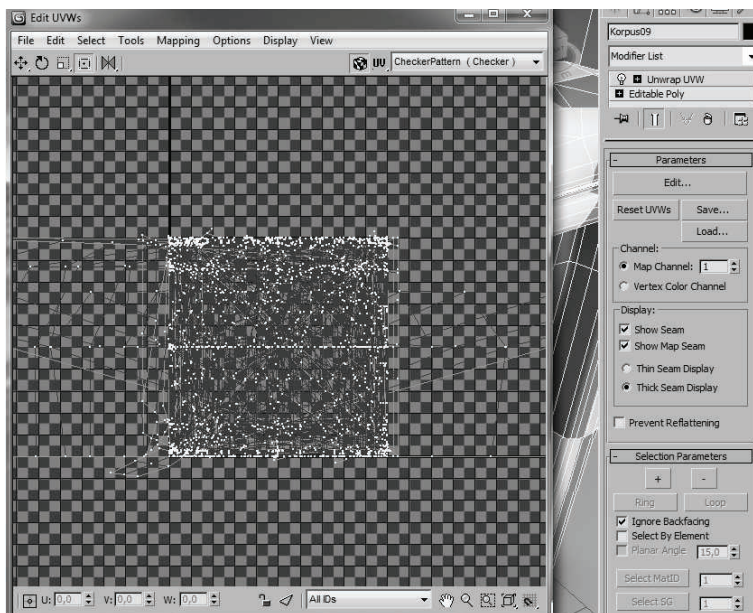 Edit UVWs
File Edit Select Tools Mapping Options Display View
UV CheckerPattern ( Checker )
U: 0,0 V: 0,0 W: 0,0 All IDs
Korpus09
Modifier List
Unwrap UVW
Editable Poly
- Parameters
Edit...
Reset UVWs Save...
Load...
Channel:
Map Channel: 1
Vertex Color Channel
Display:
Show Seam
Show Map Seam
Thin Seam Display
Thick Seam Display
Prevent Reflattening
- Selection Parameters
+ -
Ring Loop
Ignore Backfacing
Select By Element
Planar Angle 15,0
Select MatID 1
Select SG 1